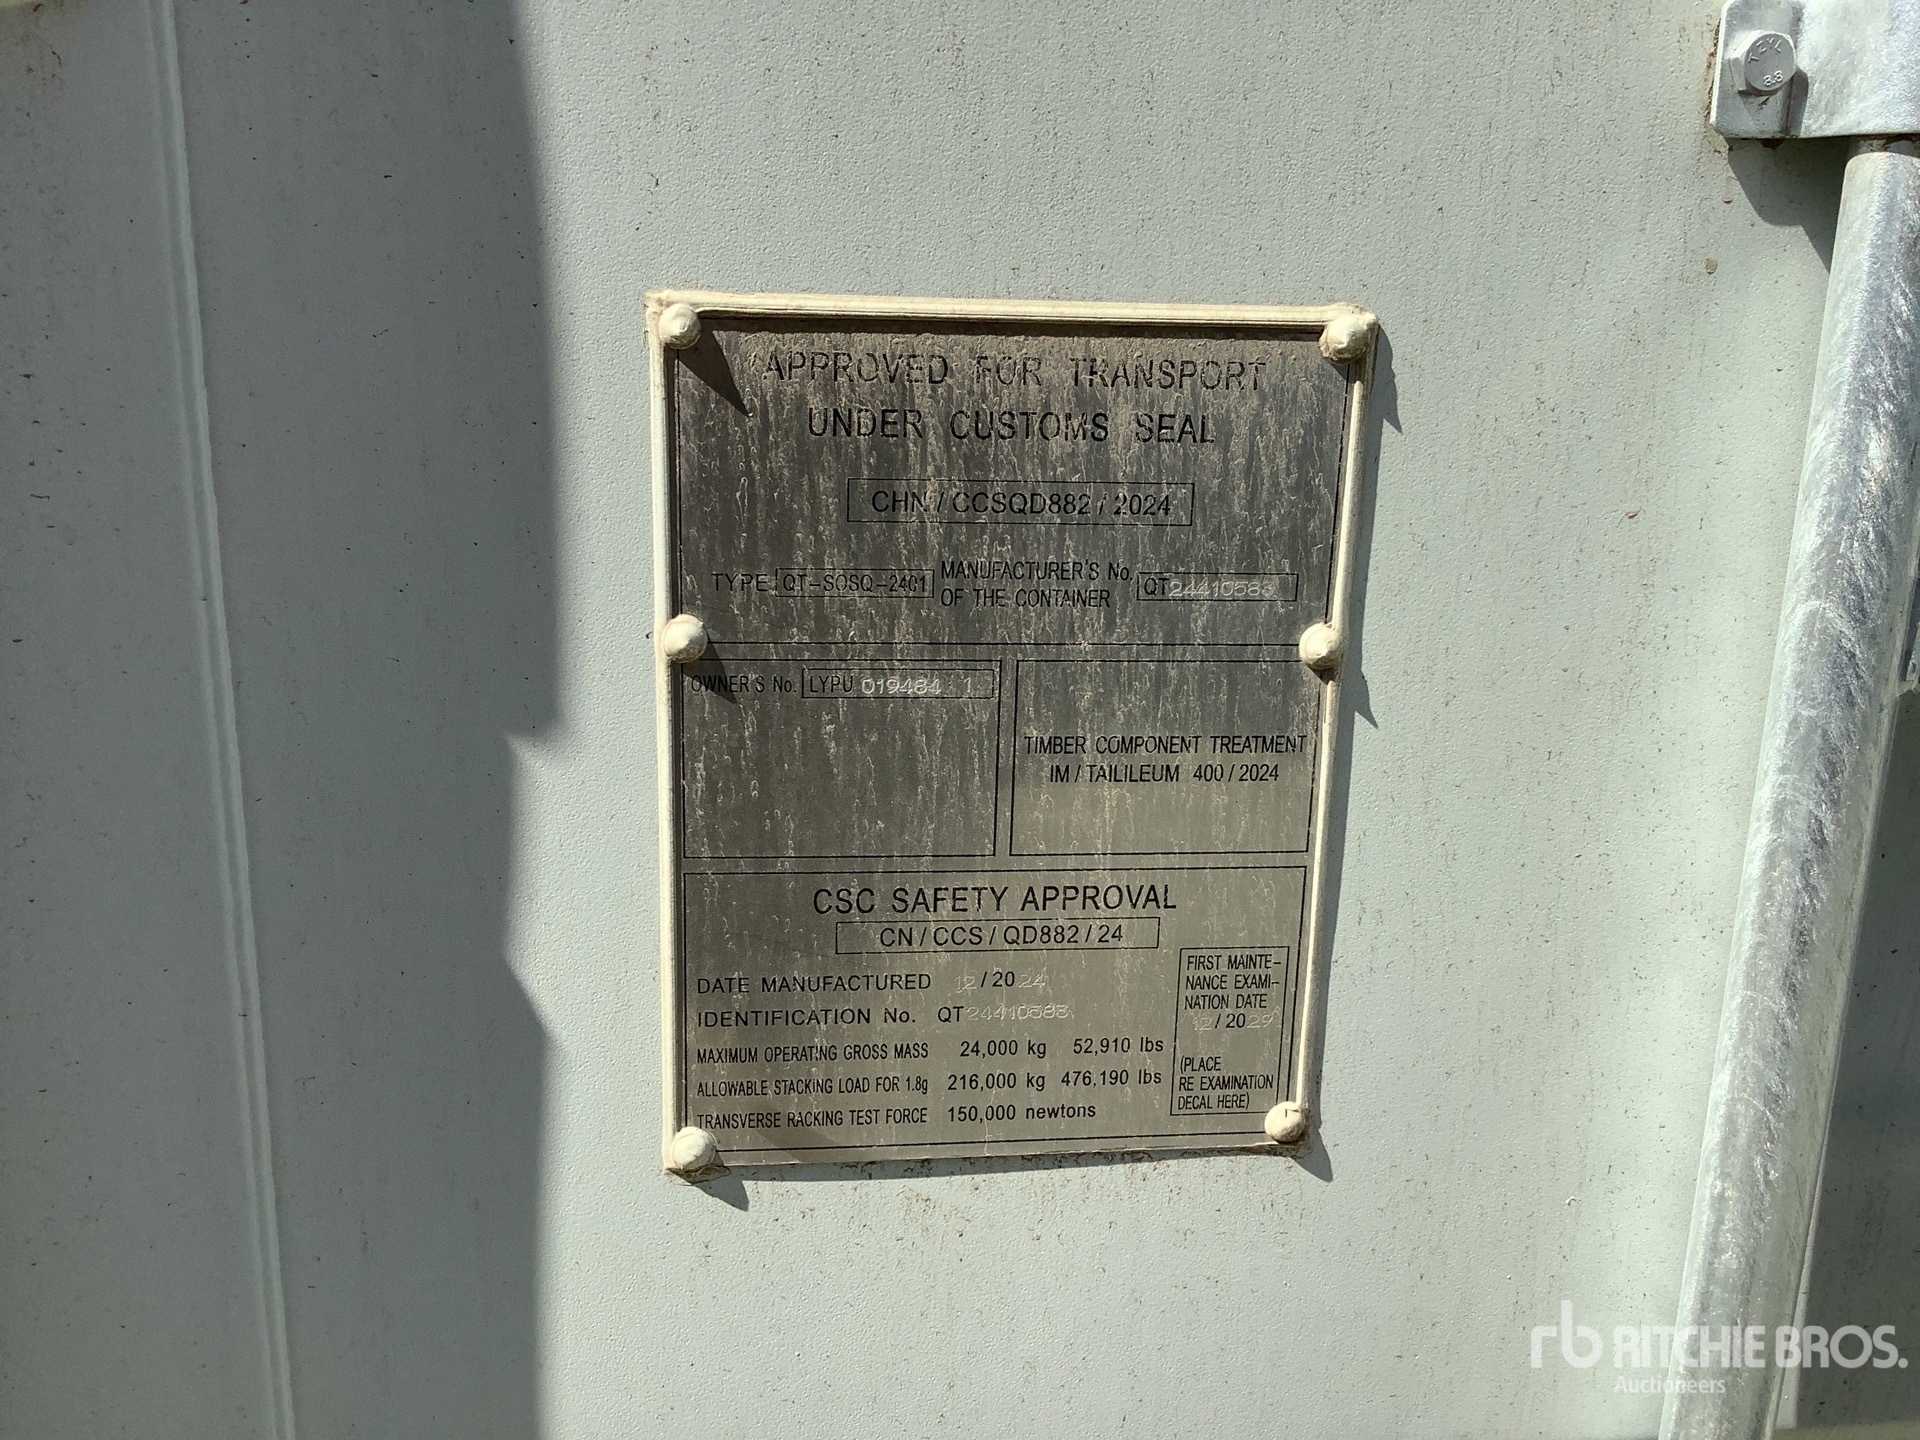 TZYL
8.8
APPROVED FOR TRANSPORT
UNDER CUSTOMS SEAL
CHN / CCSQD882 / 2024
TYPE QT-SOSQ-2401 MANUFACTURER'S No. OF THE CONTAINER QT24410583
OWNER'S No. LYPU 019484 1
TIMBER COMPONENT TREATMENT
IM / TAILILEUM 400 / 2024
CSC SAFETY APPROVAL
CN / CCS / QD882 / 24
DATE MANUFACTURED 12 / 2024
IDENTIFICATION No. QT24410583
MAXIMUM OPERATING GROSS MASS 24,000 kg 52,910 lbs
ALLOWABLE STACKING LOAD FOR 1.8g 216,000 kg 476,190 lbs
TRANSVERSE RACKING TEST FORCE 150,000 newtons
FIRST MAINTE-
NANCE EXAMI-
NATION DATE
12 / 2029
(PLACE
RE EXAMINATION
DECAL HERE)
rb RITCHIE BROS.
Auctioneers